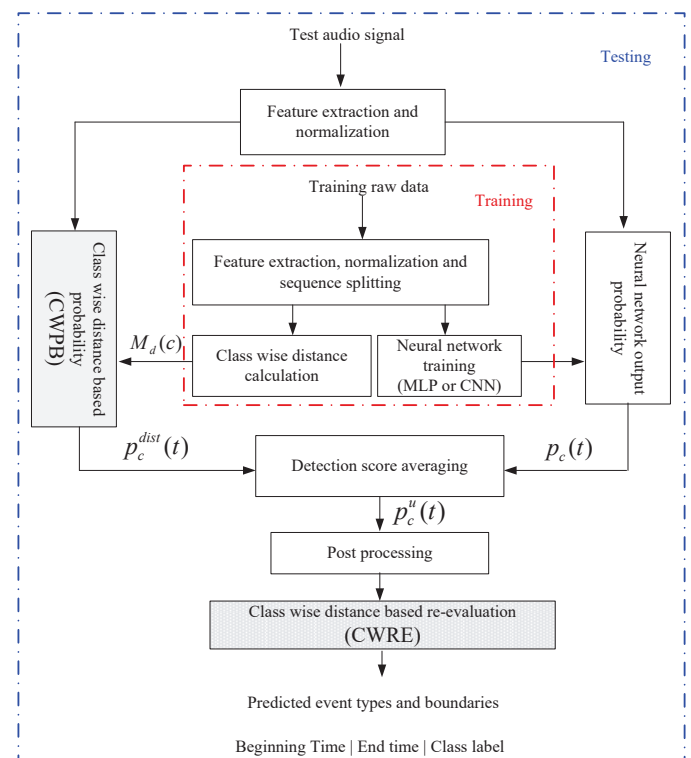 Test audio signal
Testing
Feature extraction and
normalization
Training raw data
Training
Feature extraction, normalization and
sequence splitting
Class wise distance based
probability
(CWPB)
M_d(c)
Class wise distance
calculation
Neural network
training
(MLP or CNN)
Neural network output
probability
p_c^{dist}(t)
Detection score averaging
p_c(t)
p_c^u(t)
Post processing
Class wise distance based re-evaluation
(CWRE)
Predicted event types and boundaries
Beginning Time | End time | Class label